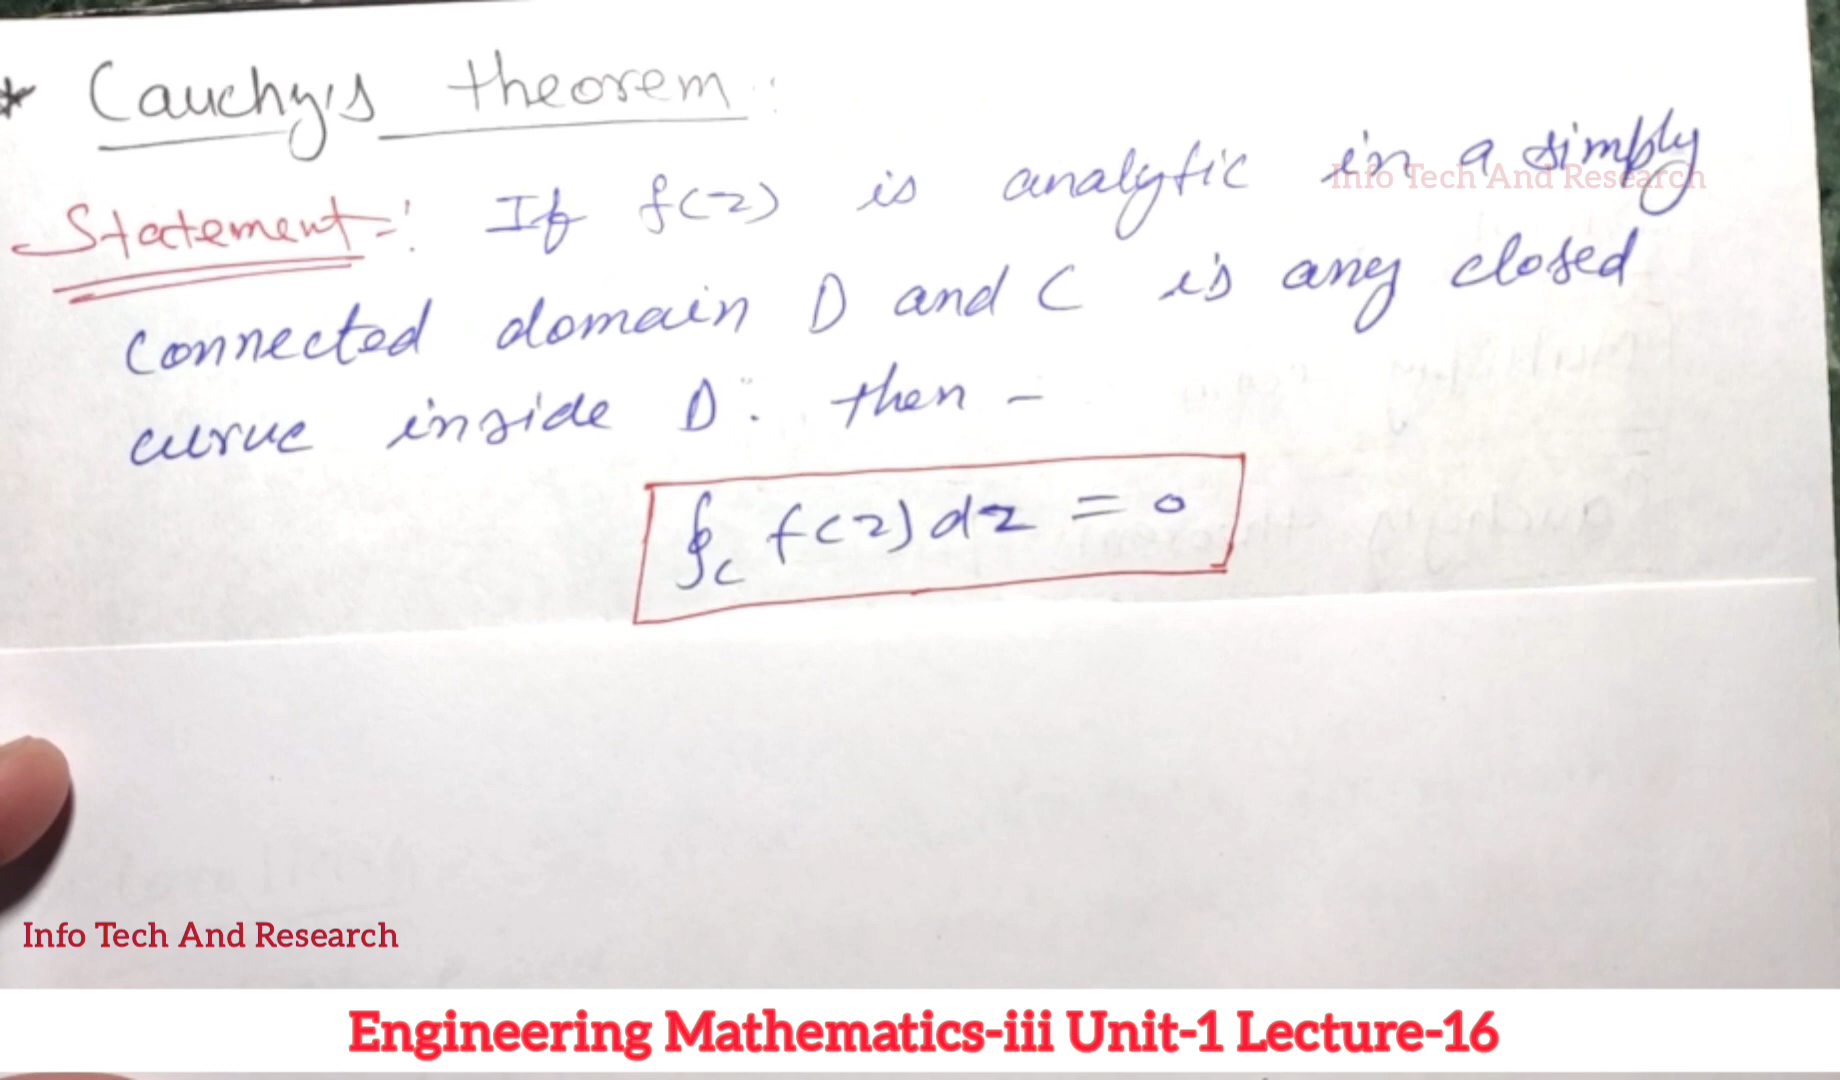 * Cauchy's theorem:
Statement:- If f(z) is analytic in a simply
Info Tech And Research
connected domain D and C is any closed
curve inside D. then -
∮_C f(z) dz = 0
Info Tech And Research
Engineering Mathematics-iii Unit-1 Lecture-16